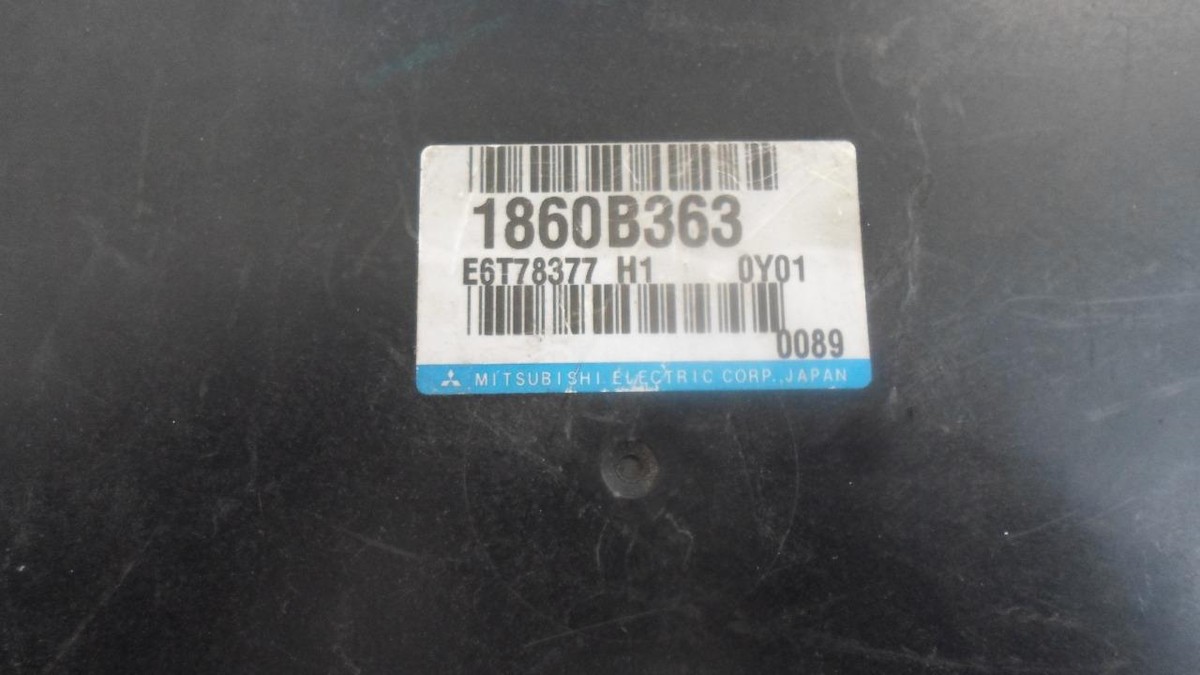 1860B363
E6T78377 H1 0Y01
0089
MITSUBISHI ELECTRIC CORP., JAPAN